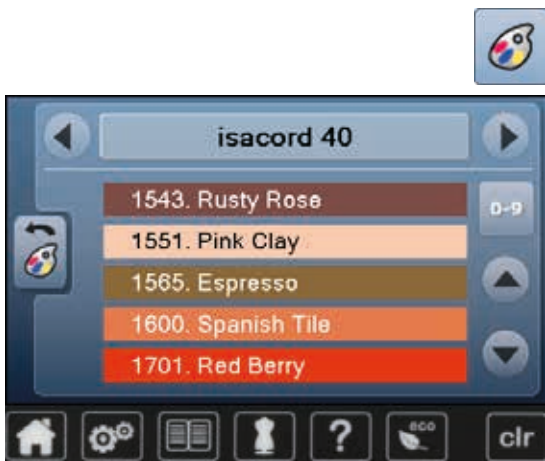 isacord 40
1543. Rusty Rose
0-9
1551. Pink Clay
1565. Espresso
1600. Spanish Tile
1701. Red Berry
?
eco
clr